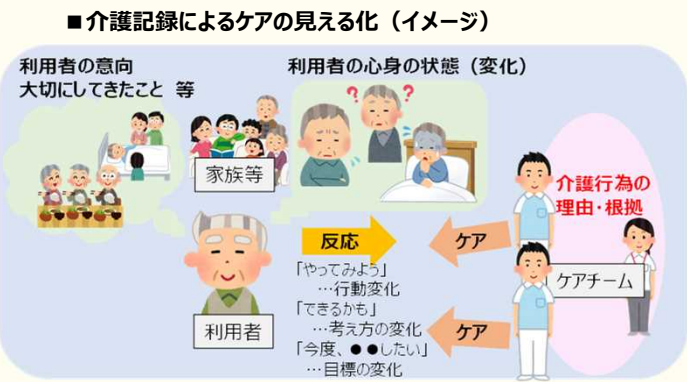 ■介護記録によるケアの見える化（イメージ）
利用者の意向
大切にしてきたこと 等
利用者の心身の状態（変化）
家族等
？
？
介護行為の
理由・根拠
反応
ケア
「やってみよう」
…行動変化
「できるかも」
…考え方の変化
「今度、●●したい」
…目標の変化
ケア
利用者
ケアチーム